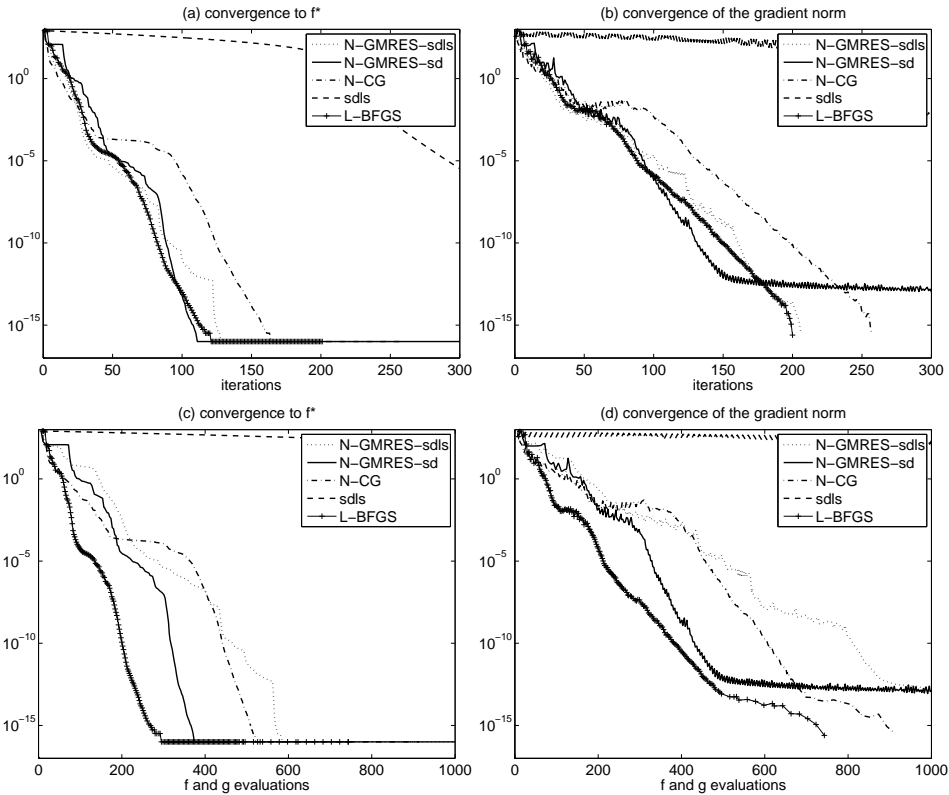 (a) convergence to f*
N−GMRES−sdls
N−GMRES−sd
N−CG
sdls
L−BFGS
10^0
10^−5
10^−10
10^−15
0 50 100 150 200 250 300
iterations
(b) convergence of the gradient norm
N−GMRES−sdls
N−GMRES−sd
N−CG
sdls
L−BFGS
10^0
10^−5
10^−10
10^−15
0 50 100 150 200 250 300
iterations
(c) convergence to f*
N−GMRES−sdls
N−GMRES−sd
N−CG
sdls
L−BFGS
10^0
10^−5
10^−10
10^−15
0 200 400 600 800 1000
f and g evaluations
(d) convergence of the gradient norm
N−GMRES−sdls
N−GMRES−sd
N−CG
sdls
L−BFGS
10^0
10^−5
10^−10
10^−15
0 200 400 600 800 1000
f and g evaluations